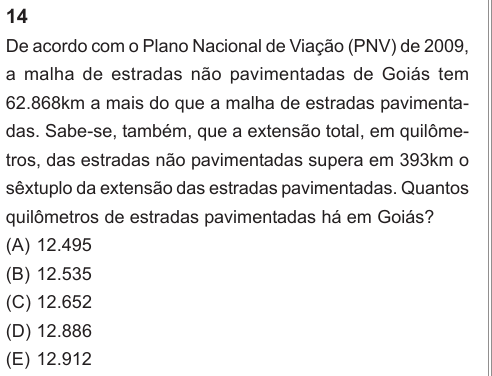 14
De acordo com o Plano Nacional de Viação (PNV) de 2009,
a malha de estradas não pavimentadas de Goiás tem
62.868km a mais do que a malha de estradas pavimenta-
das. Sabe-se, também, que a extensão total, em quilôme-
tros, das estradas não pavimentadas supera em 393km o
sêxtuplo da extensão das estradas pavimentadas. Quantos
quilômetros de estradas pavimentadas há em Goiás?
(A) 12.495
(B) 12.535
(C) 12.652
(D) 12.886
(E) 12.912